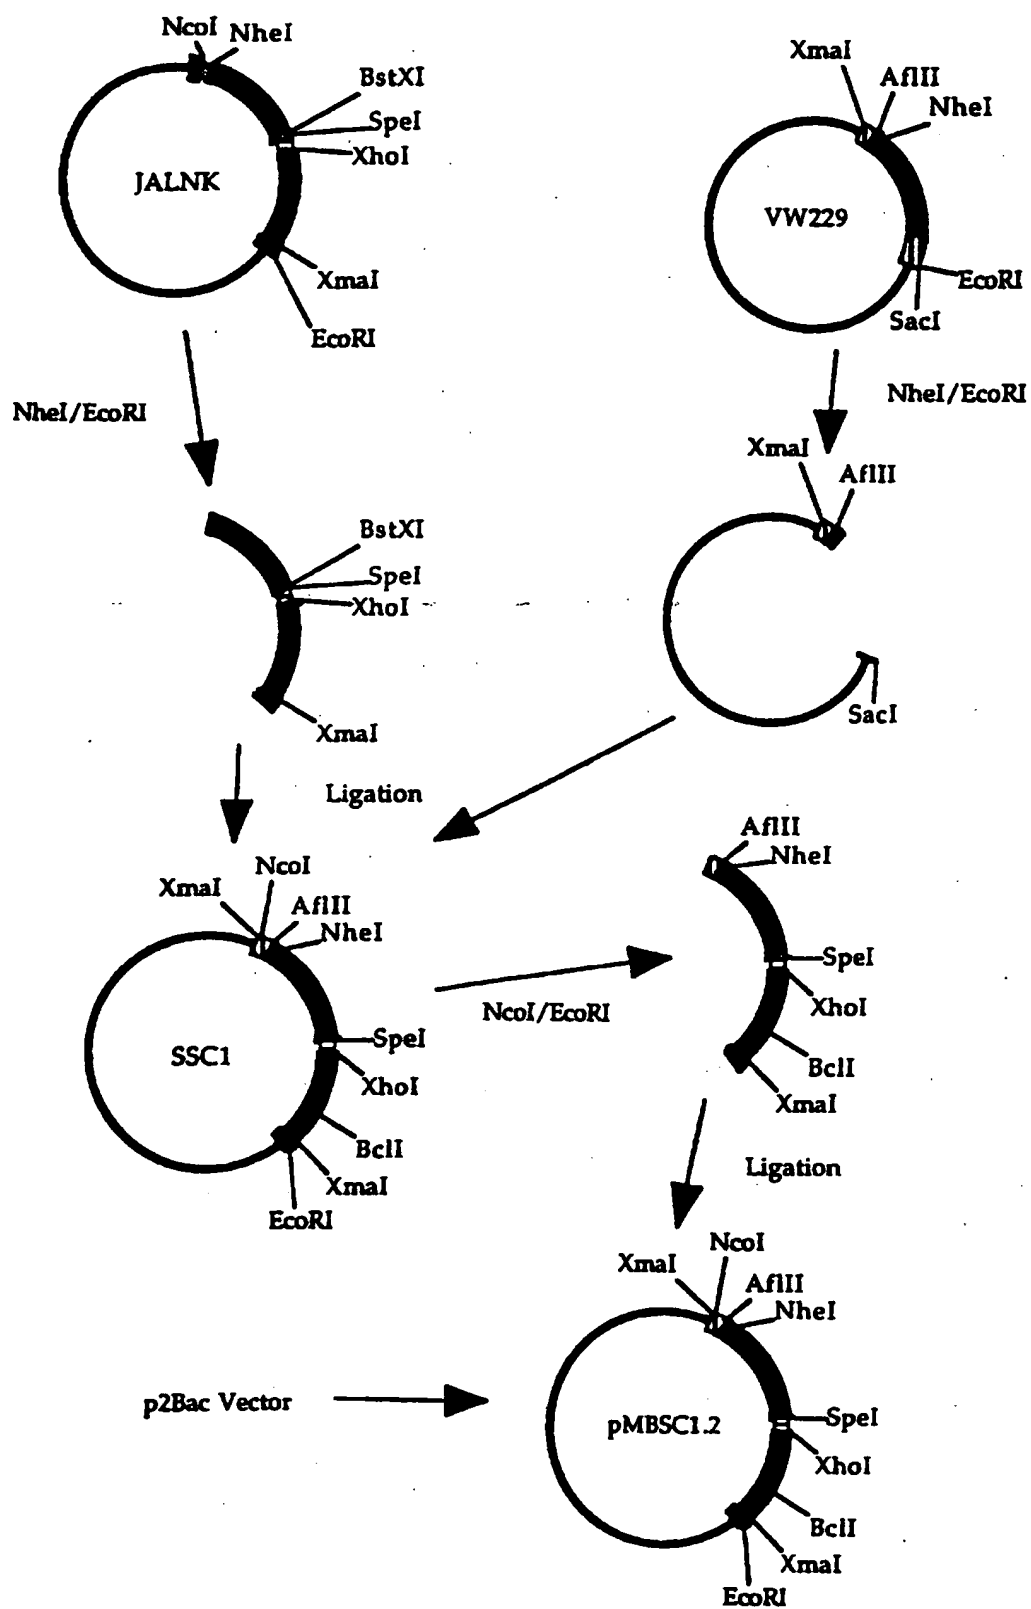 NcoI
NheI
BstXI
SpeI
XhoI
JALNK
XmaI
EcoRI
XmaI
AflII
NheI
VW229
EcoRI
SacI
NheI/EcoRI
NheI/EcoRI
BstXI
SpeI
XhoI
XmaI
XmaI
AflII
SacI
Ligation
XmaI
NcoI
AflII
NheI
SSC1
SpeI
XhoI
BclI
XmaI
EcoRI
NcoI/EcoRI
AflII
NheI
SpeI
XhoI
BclI
XmaI
Ligation
p2Bac Vector
XmaI
NcoI
AflII
NheI
pMBSC1.2
SpeI
XhoI
BclI
XmaI
EcoRI